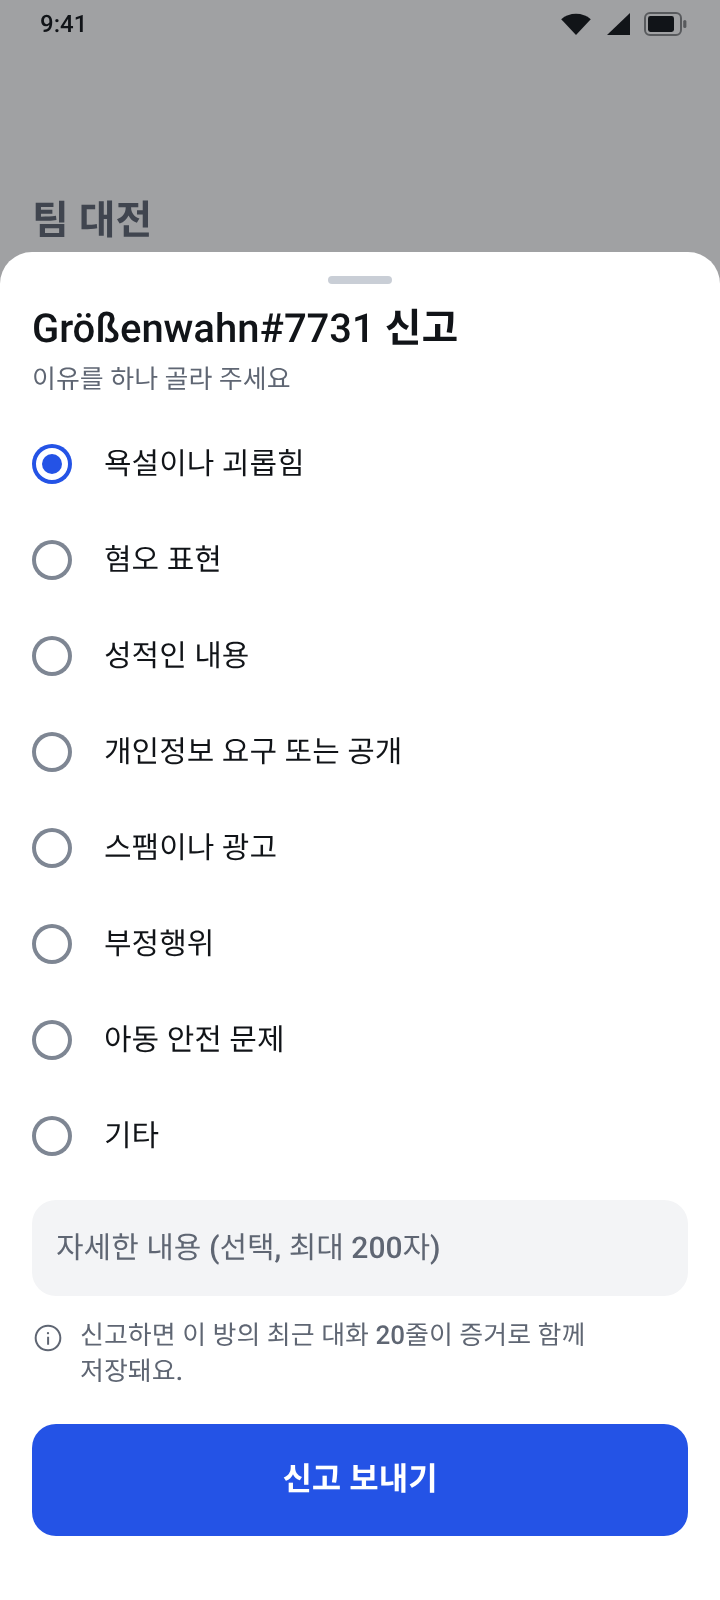 9:41
팀 대전
Größenwahn#7731 신고
이유를 하나 골라 주세요
욕설이나 괴롭힘
혐오 표현
성적인 내용
개인정보 요구 또는 공개
스팸이나 광고
부정행위
아동 안전 문제
기타
자세한 내용 (선택, 최대 200자)
신고하면 이 방의 최근 대화 20줄이 증거로 함께
저장돼요.
신고 보내기